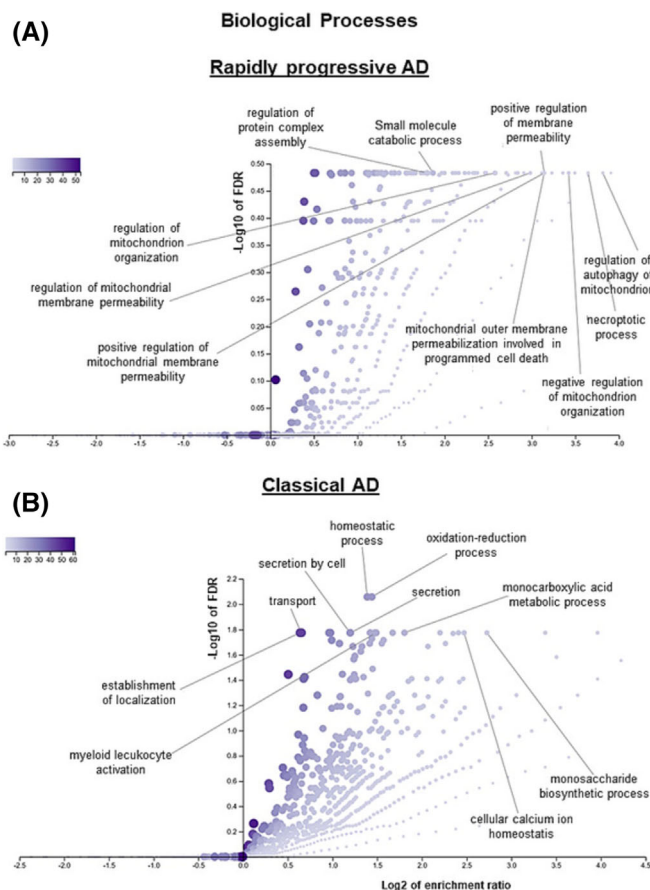 (A)
Biological Processes
Rapidly progressive AD
regulation of
protein complex
assembly
Small molecule
catabolic process
positive regulation
of membrane
permeability
10 20 30 40 50
-Log10 of FDR
0.50
0.45
0.40
0.35
0.30
0.25
0.20
0.15
0.10
0.05
regulation of
mitochondrion
organization
regulation of mitochondrial
membrane permeability
positive regulation of
mitochondrial membrane
permeability
regulation of
autophagy of
mitochondrion
mitochondrial outer membrane
permeabilization involved in
programmed cell death
necroptotic
process
negative regulation
of mitochondrion
organization
-3.0 -2.5 -2.0 -1.5 -1.0 -0.5 0.0 0.5 1.0 1.5 2.0 2.5 3.0 3.5 4.0
(B)
Classical AD
10 20 30 40 50 60
homeostatic
process
oxidation-reduction
process
secretion by cell
secretion
monocarboxylic acid
metabolic process
transport
-Log10 of FDR
2.2
2.0
1.8
1.6
1.4
1.2
1.0
0.8
0.6
0.4
0.2
establishment
of localization
myeloid lecukocyte
activation
monosaccharide
biosynthetic process
cellular calcium ion
homeostatis
-2.5 -2.0 -1.5 -1.0 -0.5 0.0 0.5 1.0 1.5 2.0 2.5 3.0 3.5 4.0 4.5
Log2 of enrichment ratio